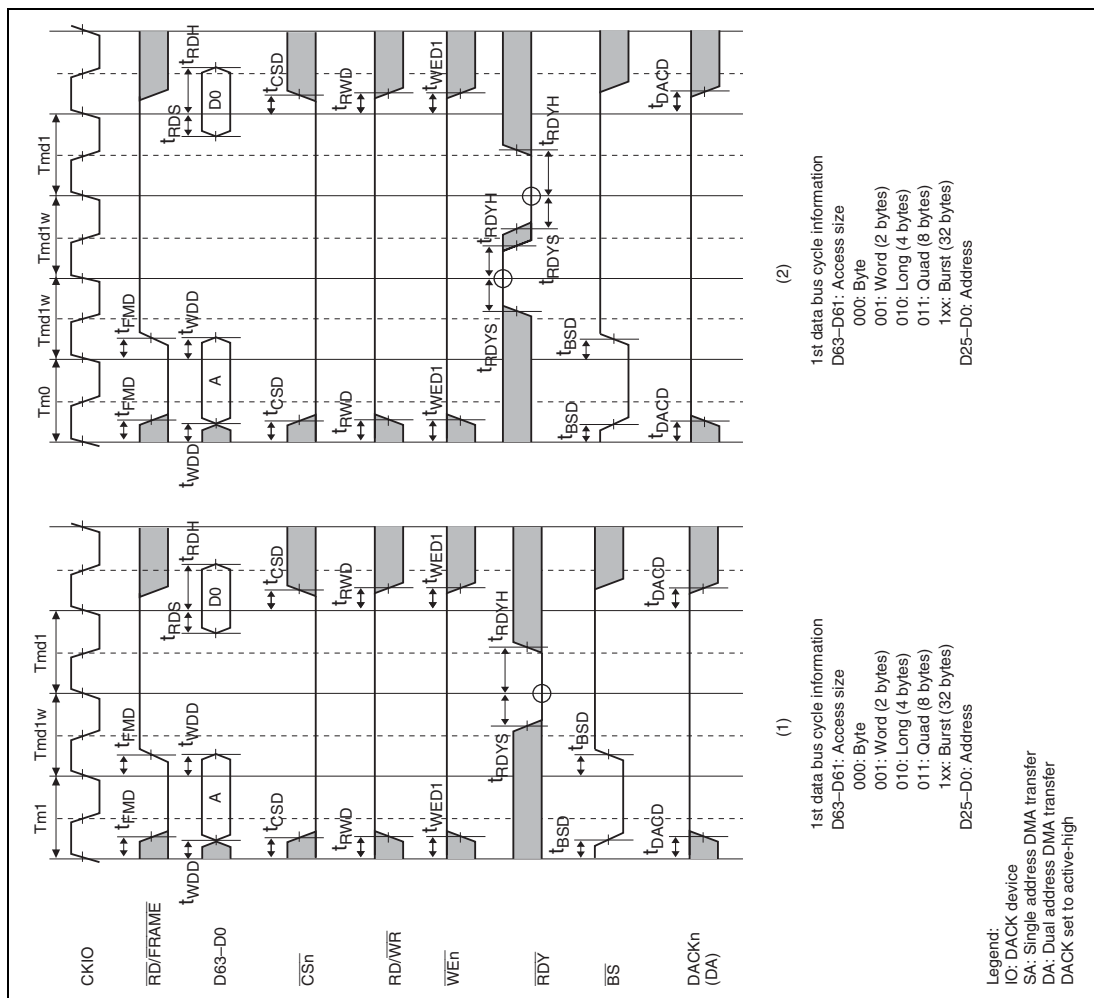 Tm1 Tmd1w Tmd1
Tm0 Tmd1w Tmd1w Tmd1
CKIO
RD/FRAME
tFMD tFMD
tFMD tFMD
D63–D0
tWDD A tWDD tRDS D0 tRDH
tWDD A tWDD tRDS D0 tRDH
CSn
tCSD tCSD
tCSD tCSD
RD/WR
tRWD tRWD
tRWD tRWD
WEn
tWED1 tWED1
tWED1 tWED1
RDY
tRDYS tRDYH
tRDYS tRDYH tRDYS tRDYH
BS
tBSD tBSD
tBSD tBSD
DACKn
(DA)
tDACD tDACD
tDACD tDACD
(1)
1st data bus cycle information
D63–D61: Access size
000: Byte
001: Word (2 bytes)
010: Long (4 bytes)
011: Quad (8 bytes)
1xx: Burst (32 bytes)
D25–D0: Address
(2)
1st data bus cycle information
D63–D61: Access size
000: Byte
001: Word (2 bytes)
010: Long (4 bytes)
011: Quad (8 bytes)
1xx: Burst (32 bytes)
D25–D0: Address
Legend:
IO: DACK device
SA: Single address DMA transfer
DA: Dual address DMA transfer
DACK set to active-high